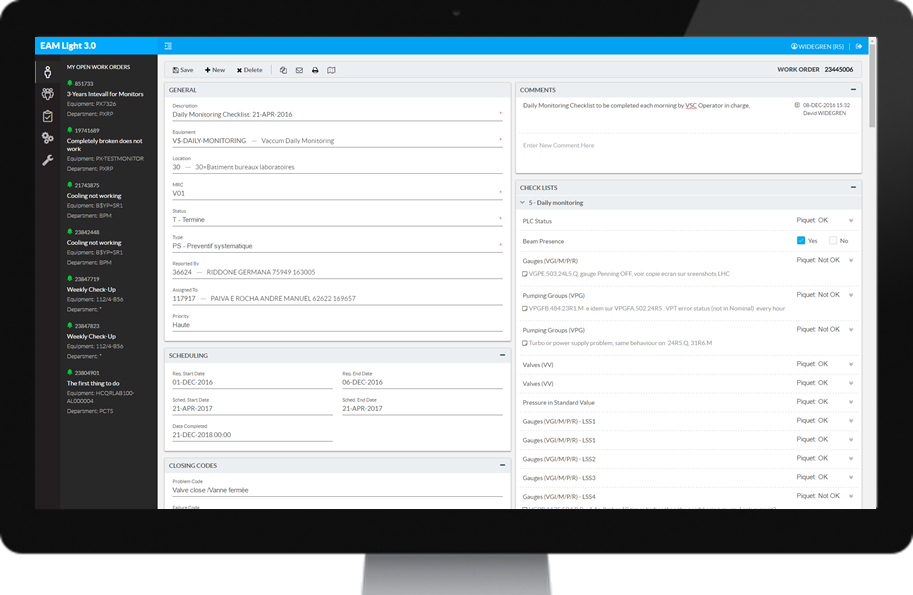 EAM Light 3.0
WIDEGREN (R5)
MY OPEN WORK ORDERS
851733
3-Years Intevall for Monitors
Equipment: PX7326
Department: PXRP
19741689
Completely broken does not
work
Equipment: PX-TESTMONITOR
Department: PXRP
21743875
Cooling not working
Equipment: B$YP=SR1
Department: BPM
23842448
Cooling not working
Equipment: B$YP=SR1
Department: BPM
23847719
Weekly Check-Up
Equipment: 112/4-B56
Department: *
23847823
Weekly Check-Up
Equipment: 112/4-B56
Department: *
23804901
The first thing to do
Equipment: HCQRLAB100-
AL000004
Department: PCTS
Save New Delete
WORK ORDER 23445006
GENERAL
Description
Daily Monitoring Checklist: 21-APR-2016 *
Equipment
VS-DAILY-MONITORING — Vaccum Daily Monitoring
Location
30 — 30=Batiment bureaux laboratoires
MRC
V01 *
Status
T - Termine *
Type
PS - Preventif systematique *
Reported By
36624 — RIDDONE GERMANA 75949 163005
Assigned To
117917 — PAIVA E ROCHA ANDRE MANUEL 62622 169657
Priority
Haute
SCHEDULING
Req. Start Date Req. End Date
01-DEC-2016 06-DEC-2016
Sched. Start Date Sched. End Date
21-APR-2017 21-APR-2017
Date Completed
21-DEC-2018 00:00
CLOSING CODES
Problem Code
Valve close /Vanne fermée
Failure Code
COMMENTS
Daily Monitoring Checklist to be completed each morning by VSC Operator in charge.
08-DEC-2016 15:32
David WIDEGREN
Enter New Comment Here
CHECK LISTS
5 - Daily monitoring
PLC Status Piquet: OK
Beam Presence Yes No
Gauges (VGI/M/P/R) Piquet: Not OK
VGPE.503.24L5.Q, gauge Penning OFF, voir copie ecran sur sreenshots LHC
Pumping Groups (VPG) Piquet: Not OK
VPGFB.484.23R1.M e idem sur VPGFA.502.24R5 . VPT error status (not in Nominal) every hour
Pumping Groups (VPG) Piquet: Not OK
Turbo or power supply problem, same behaviour on 24R5.Q, 31R6.M
Valves (VV) Piquet: OK
Valves (VV) Piquet: OK
Pressure in Standard Value Piquet: OK
Gauges (VGI/M/P/R) - LSS1 Piquet: OK
Gauges (VGI/M/P/R) - LSS1 Piquet: OK
Gauges (VGI/M/P/R) - LSS2 Piquet: OK
Gauges (VGI/M/P/R) - LSS3 Piquet: OK
Gauges (VGI/M/P/R) - LSS4 Piquet: Not OK